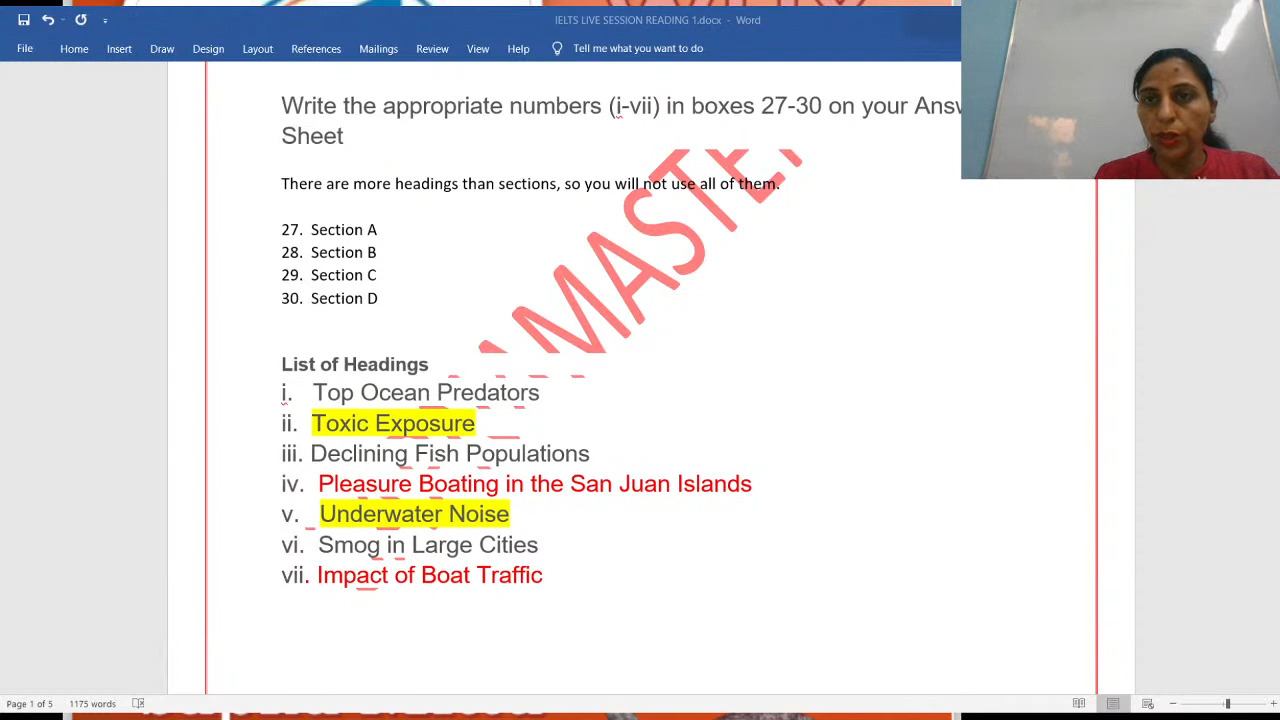 IELTS LIVE SESSION READING 1.docx - Word
File Home Insert Draw Design Layout References Mailings Review View Help Tell me what you want to do
Write the appropriate numbers (i-vii) in boxes 27-30 on your Answ
Sheet
There are more headings than sections, so you will not use all of them.
27. Section A
28. Section B
29. Section C
30. Section D
List of Headings
i. Top Ocean Predators
ii. Toxic Exposure
iii. Declining Fish Populations
iv. Pleasure Boating in the San Juan Islands
v. Underwater Noise
vi. Smog in Large Cities
vii. Impact of Boat Traffic
Page 1 of 5 1175 words